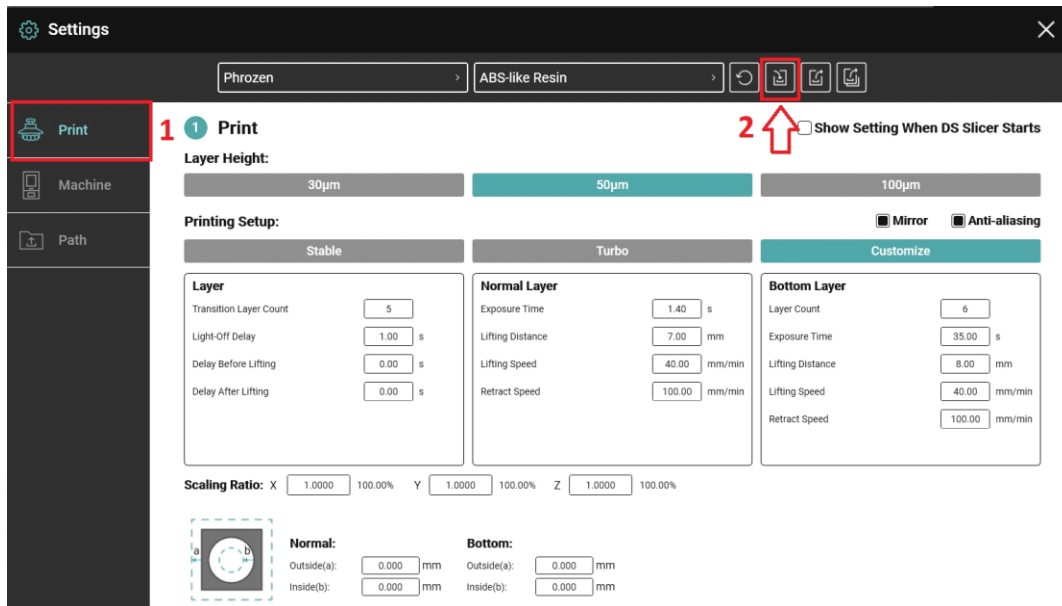 Settings
Phrozen ABS-like Resin
Print
Machine
Path
1 1 Print 2 Show Setting When DS Slicer Starts
Layer Height:
30μm 50μm 100μm
Printing Setup: Mirror Anti-aliasing
Stable Turbo Customize
Layer
Transition Layer Count 5
Light-Off Delay 1.00 s
Delay Before Lifting 0.00 s
Delay After Lifting 0.00 s
Normal Layer
Exposure Time 1.40 s
Lifting Distance 7.00 mm
Lifting Speed 40.00 mm/min
Retract Speed 100.00 mm/min
Bottom Layer
Layer Count 6
Exposure Time 35.00 s
Lifting Distance 8.00 mm
Lifting Speed 40.00 mm/min
Retract Speed 100.00 mm/min
Scaling Ratio: X 1.0000 100.00% Y 1.0000 100.00% Z 1.0000 100.00%
a b
Normal:
Outside(a): 0.000 mm
Inside(b): 0.000 mm
Bottom:
Outside(a): 0.000 mm
Inside(b): 0.000 mm